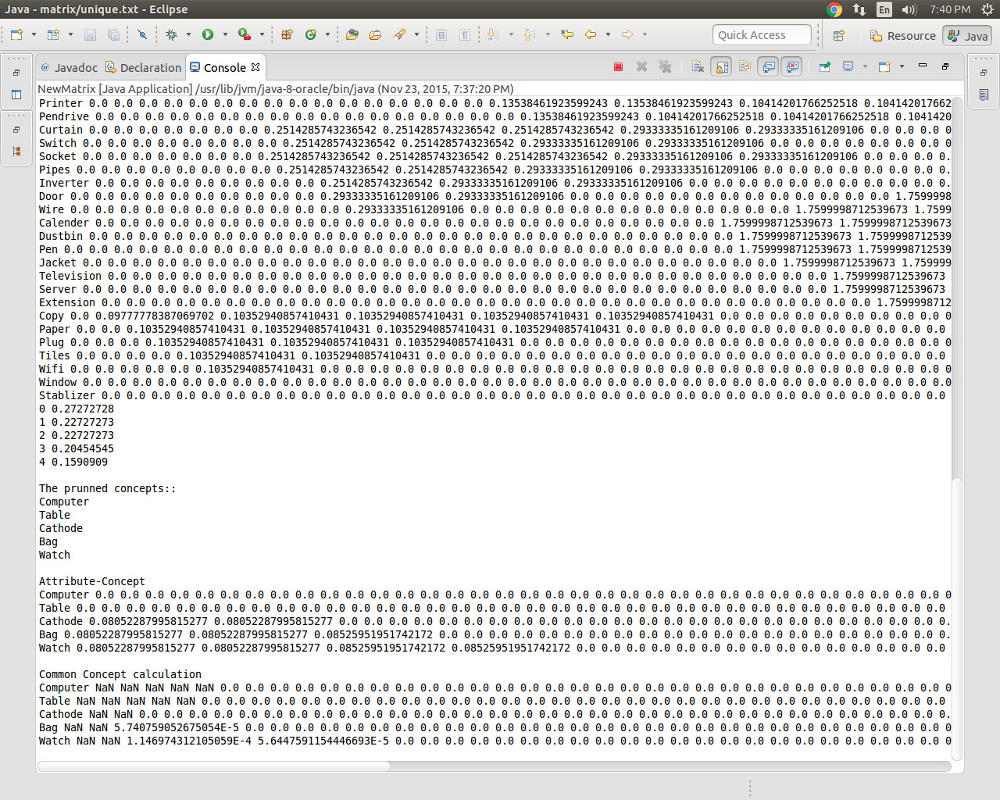 Java - matrix/unique.txt - Eclipse
En
7:40 PM
Quick Access
Resource
Java
@ Javadoc
Declaration
Console
NewMatrix [Java Application] /usr/lib/jvm/java-8-oracle/bin/java (Nov 23, 2015, 7:37:20 PM)
Printer 0.0 0.0 0.0 0.0 0.0 0.0 0.0 0.0 0.0 0.0 0.0 0.0 0.0 0.0 0.0 0.0 0.13538461923599243 0.13538461923599243 0.10414201766252518 0.104142017662
Pendrive 0.0 0.0 0.0 0.0 0.0 0.0 0.0 0.0 0.0 0.0 0.0 0.0 0.0 0.0 0.0 0.0 0.0 0.13538461923599243 0.10414201766252518 0.10414201766252518 0.1041420
Curtain 0.0 0.0 0.0 0.0 0.0 0.0 0.0 0.2514285743236542 0.2514285743236542 0.2514285743236542 0.29333335161209106 0.29333335161209106 0.0 0.0 0.0 0
Switch 0.0 0.0 0.0 0.0 0.0 0.0 0.0 0.0 0.2514285743236542 0.2514285743236542 0.29333335161209106 0.29333335161209106 0.0 0.0 0.0 0.0 0.0 0.0 0.0 0
Socket 0.0 0.0 0.0 0.0 0.0 0.0 0.0 0.2514285743236542 0.2514285743236542 0.2514285743236542 0.29333335161209106 0.29333335161209106 0.0 0.0 0.0 0.
Pipes 0.0 0.0 0.0 0.0 0.0 0.0 0.0 0.0 0.2514285743236542 0.2514285743236542 0.29333335161209106 0.29333335161209106 0.0 0.0 0.0 0.0 0.0 0.0 0.0 0.
Inverter 0.0 0.0 0.0 0.0 0.0 0.0 0.0 0.0 0.0 0.2514285743236542 0.29333335161209106 0.29333335161209106 0.0 0.0 0.0 0.0 0.0 0.0 0.0 0.0 0.0 0.0 0
Door 0.0 0.0 0.0 0.0 0.0 0.0 0.0 0.0 0.0 0.0 0.29333335161209106 0.29333335161209106 0.0 0.0 0.0 0.0 0.0 0.0 0.0 0.0 0.0 0.0 0.0 0.0 0.0 1.7599998
Wire 0.0 0.0 0.0 0.0 0.0 0.0 0.0 0.0 0.0 0.0 0.0 0.29333335161209106 0.0 0.0 0.0 0.0 0.0 0.0 0.0 0.0 0.0 0.0 0.0 0.0 0.0 1.7599998712539673 1.7599
Calender 0.0 0.0 0.0 0.0 0.0 0.0 0.0 0.0 0.0 0.0 0.0 0.0 0.0 0.0 0.0 0.0 0.0 0.0 0.0 0.0 0.0 0.0 0.0 0.0 0.0 1.7599998712539673 1.7599998712539673
Dustbin 0.0 0.0 0.0 0.0 0.0 0.0 0.0 0.0 0.0 0.0 0.0 0.0 0.0 0.0 0.0 0.0 0.0 0.0 0.0 0.0 0.0 0.0 0.0 0.0 0.0 0.0 1.7599998712539673 1.7599998712539
Pen 0.0 0.0 0.0 0.0 0.0 0.0 0.0 0.0 0.0 0.0 0.0 0.0 0.0 0.0 0.0 0.0 0.0 0.0 0.0 0.0 0.0 0.0 0.0 0.0 0.0 0.0 0.0 1.7599998712539673 1.7599998712539
Jacket 0.0 0.0 0.0 0.0 0.0 0.0 0.0 0.0 0.0 0.0 0.0 0.0 0.0 0.0 0.0 0.0 0.0 0.0 0.0 0.0 0.0 0.0 0.0 0.0 0.0 0.0 0.0 0.0 1.7599998712539673 1.759999
Television 0.0 0.0 0.0 0.0 0.0 0.0 0.0 0.0 0.0 0.0 0.0 0.0 0.0 0.0 0.0 0.0 0.0 0.0 0.0 0.0 0.0 0.0 0.0 0.0 0.0 0.0 0.0 0.0 0.0 1.7599998712539673
Server 0.0 0.0 0.0 0.0 0.0 0.0 0.0 0.0 0.0 0.0 0.0 0.0 0.0 0.0 0.0 0.0 0.0 0.0 0.0 0.0 0.0 0.0 0.0 0.0 0.0 0.0 0.0 0.0 0.0 0.0 1.7599998712539673
Extension 0.0 0.0 0.0 0.0 0.0 0.0 0.0 0.0 0.0 0.0 0.0 0.0 0.0 0.0 0.0 0.0 0.0 0.0 0.0 0.0 0.0 0.0 0.0 0.0 0.0 0.0 0.0 0.0 0.0 0.0 0.0 1.7599998712
Copy 0.0 0.09777778387069702 0.10352940857410431 0.10352940857410431 0.10352940857410431 0.10352940857410431 0.0 0.0 0.0 0.0 0.0 0.0 0.0 0.0 0.0 0
Paper 0.0 0.0 0.10352940857410431 0.10352940857410431 0.10352940857410431 0.10352940857410431 0.0 0.0 0.0 0.0 0.0 0.0 0.0 0.0 0.0 0.0 0.0 0.0 0.0
Plug 0.0 0.0 0.0 0.10352940857410431 0.10352940857410431 0.10352940857410431 0.0 0.0 0.0 0.0 0.0 0.0 0.0 0.0 0.0 0.0 0.0 0.0 0.0 0.0 0.0 0.0 0.0 0
Tiles 0.0 0.0 0.0 0.0 0.10352940857410431 0.10352940857410431 0.0 0.0 0.0 0.0 0.0 0.0 0.0 0.0 0.0 0.0 0.0 0.0 0.0 0.0 0.0 0.0 0.0 0.0 0.0 0.0 0.0
Wifi 0.0 0.0 0.0 0.0 0.0 0.10352940857410431 0.0 0.0 0.0 0.0 0.0 0.0 0.0 0.0 0.0 0.0 0.0 0.0 0.0 0.0 0.0 0.0 0.0 0.0 0.0 0.0 0.0 0.0 0.0 0.0 0.0 0
Window 0.0 0.0 0.0 0.0 0.0 0.0 0.0 0.0 0.0 0.0 0.0 0.0 0.0 0.0 0.0 0.0 0.0 0.0 0.0 0.0 0.0 0.0 0.0 0.0 0.0 0.0 0.0 0.0 0.0 0.0 0.0 0.0 0.0 0.0 0.0
Stablizer 0.0 0.0 0.0 0.0 0.0 0.0 0.0 0.0 0.0 0.0 0.0 0.0 0.0 0.0 0.0 0.0 0.0 0.0 0.0 0.0 0.0 0.0 0.0 0.0 0.0 0.0 0.0 0.0 0.0 0.0 0.0 0.0 0.0 0.0
0 0.27272728
1 0.22727273
2 0.22727273
3 0.20454545
4 0.1590909
The prunned concepts::
Computer
Table
Cathode
Bag
Watch
Attribute-Concept
Computer 0.0 0.0 0.0 0.0 0.0 0.0 0.0 0.0 0.0 0.0 0.0 0.0 0.0 0.0 0.0 0.0 0.0 0.0 0.0 0.0 0.0 0.0 0.0 0.0 0.0 0.0 0.0 0.0 0.0 0.0 0.0 0.0 0.0 0.0 0
Table 0.0 0.0 0.0 0.0 0.0 0.0 0.0 0.0 0.0 0.0 0.0 0.0 0.0 0.0 0.0 0.0 0.0 0.0 0.0 0.0 0.0 0.0 0.0 0.0 0.0 0.0 0.0 0.0 0.0 0.0 0.0 0.0 0.0 0.0 0.0
Cathode 0.08052287995815277 0.08052287995815277 0.0 0.0 0.0 0.0 0.0 0.0 0.0 0.0 0.0 0.0 0.0 0.0 0.0 0.0 0.0 0.0 0.0 0.0 0.0 0.0 0.0 0.0 0.0 0.0 0.
Bag 0.08052287995815277 0.08052287995815277 0.08525951951742172 0.0 0.0 0.0 0.0 0.0 0.0 0.0 0.0 0.0 0.0 0.0 0.0 0.0 0.0 0.0 0.0 0.0 0.0 0.0 0.0 0.
Watch 0.08052287995815277 0.08052287995815277 0.08525951951742172 0.08525951951742172 0.0 0.0 0.0 0.0 0.0 0.0 0.0 0.0 0.0 0.0 0.0 0.0 0.0 0.0 0.0
Common Concept calculation
Computer NaN NaN NaN NaN NaN 0.0 0.0 0.0 0.0 0.0 0.0 0.0 0.0 0.0 0.0 0.0 0.0 0.0 0.0 0.0 0.0 0.0 0.0 0.0 0.0 0.0 0.0 0.0 0.0 0.0 0.0 0.0 0.0 0.0 0
Table NaN NaN NaN NaN NaN 0.0 0.0 0.0 0.0 0.0 0.0 0.0 0.0 0.0 0.0 0.0 0.0 0.0 0.0 0.0 0.0 0.0 0.0 0.0 0.0 0.0 0.0 0.0 0.0 0.0 0.0 0.0 0.0 0.0 0.0
Cathode NaN NaN 0.0 0.0 0.0 0.0 0.0 0.0 0.0 0.0 0.0 0.0 0.0 0.0 0.0 0.0 0.0 0.0 0.0 0.0 0.0 0.0 0.0 0.0 0.0 0.0 0.0 0.0 0.0 0.0 0.0 0.0 0.0 0.0 0.
Bag NaN NaN 5.740759052675054E-5 0.0 0.0 0.0 0.0 0.0 0.0 0.0 0.0 0.0 0.0 0.0 0.0 0.0 0.0 0.0 0.0 0.0 0.0 0.0 0.0 0.0 0.0 0.0 0.0 0.0 0.0 0.0 0.0 0
Watch NaN NaN 1.146974312105059E-4 5.6447591154446693E-5 0.0 0.0 0.0 0.0 0.0 0.0 0.0 0.0 0.0 0.0 0.0 0.0 0.0 0.0 0.0 0.0 0.0 0.0 0.0 0.0 0.0 0.0 0